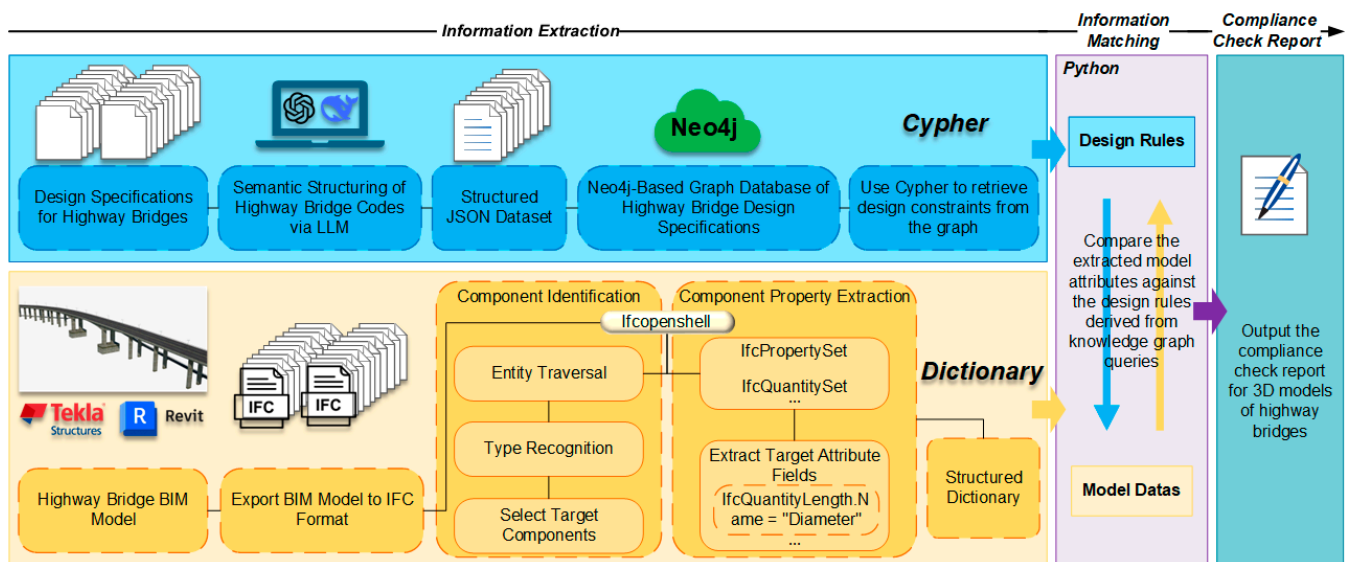 Information Extraction
Information
Matching
Compliance
Check Report
Neo4j
Cypher
Design Specifications
for Highway Bridges
Semantic Structuring of
Highway Bridge Codes
via LLM
Structured
JSON Dataset
Neo4j-Based Graph Database of
Highway Bridge Design
Specifications
Use Cypher to retrieve
design constraints from
the graph
Tekla
Structures
R
Revit
IFC
IFC
Highway Bridge BIM
Model
Export BIM Model to IFC
Format
Component Identification
Component Property Extraction
Ifcopenshell
Entity Traversal
Type Recognition
Select Target
Components
IfcPropertySet
IfcQuantitySet
...
Extract Target Attribute
Fields
IfcQuantityLength.N
ame = "Diameter"
...
Dictionary
Structured
Dictionary
Python
Design Rules
Compare the
extracted model
attributes against
the design rules
derived from
knowledge graph
queries
Model Datas
Output the
compliance
check report
for 3D models
of highway
bridges